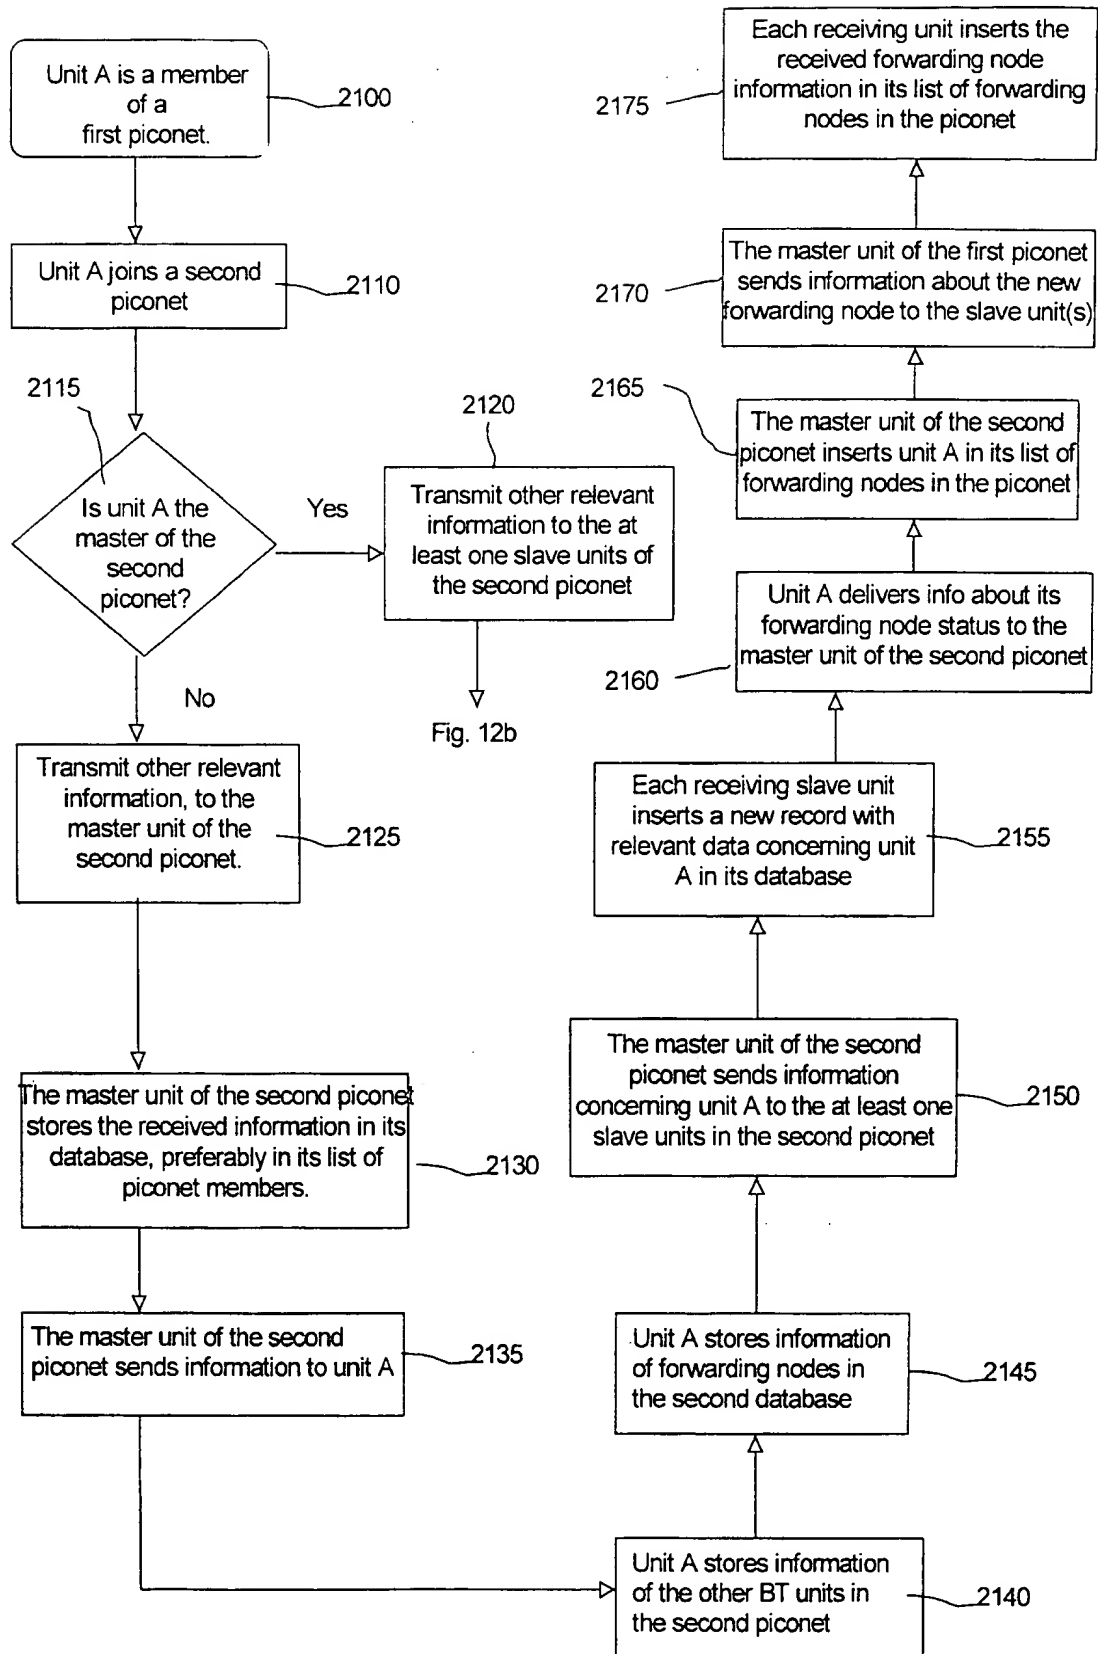 Unit A is a member
of a
first piconet.
2100
Unit A joins a second
piconet
2110
2115
Is unit A the
master of the
second
piconet?
Yes
2120
Transmit other relevant
information to the at
least one slave units of
the second piconet
Fig. 12b
No
Transmit other relevant
information, to the
master unit of the
second piconet.
2125
The master unit of the second piconet
stores the received information in its
database, preferably in its list of
piconet members.
2130
The master unit of the second
piconet sends information to unit A
2135
Unit A stores information
of the other BT units in
the second piconet
2140
Unit A stores information
of forwarding nodes in
the second database
2145
The master unit of the second
piconet sends information
concerning unit A to the at least one
slave units in the second piconet
2150
Each receiving slave unit
inserts a new record with
relevant data concerning unit
A in its database
2155
Unit A delivers info about its
forwarding node status to the
master unit of the second piconet
2160
The master unit of the second
piconet inserts unit A in its list of
forwarding nodes in the piconet
2165
The master unit of the first piconet
sends information about the new
forwarding node to the slave unit(s)
2170
Each receiving unit inserts the
received forwarding node
information in its list of forwarding
nodes in the piconet
2175